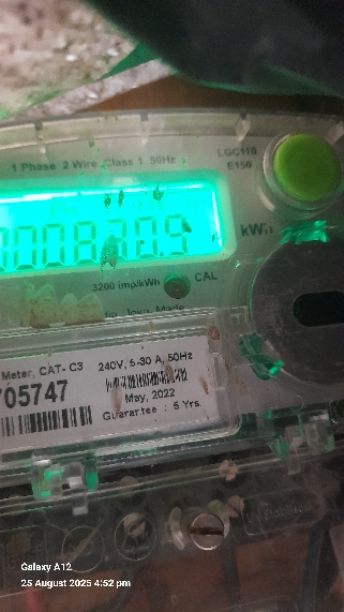 1 Phase 2 Wire Class 1 50Hz
LGC110
E150
kWh
3200 imp/kWh
CAL
Meter, CAT- C3
240V, 5-30 A, 50Hz
705747
May, 2022
Guarantee : 5 Yrs.
Galaxy A12
25 August 2025 4:52 pm